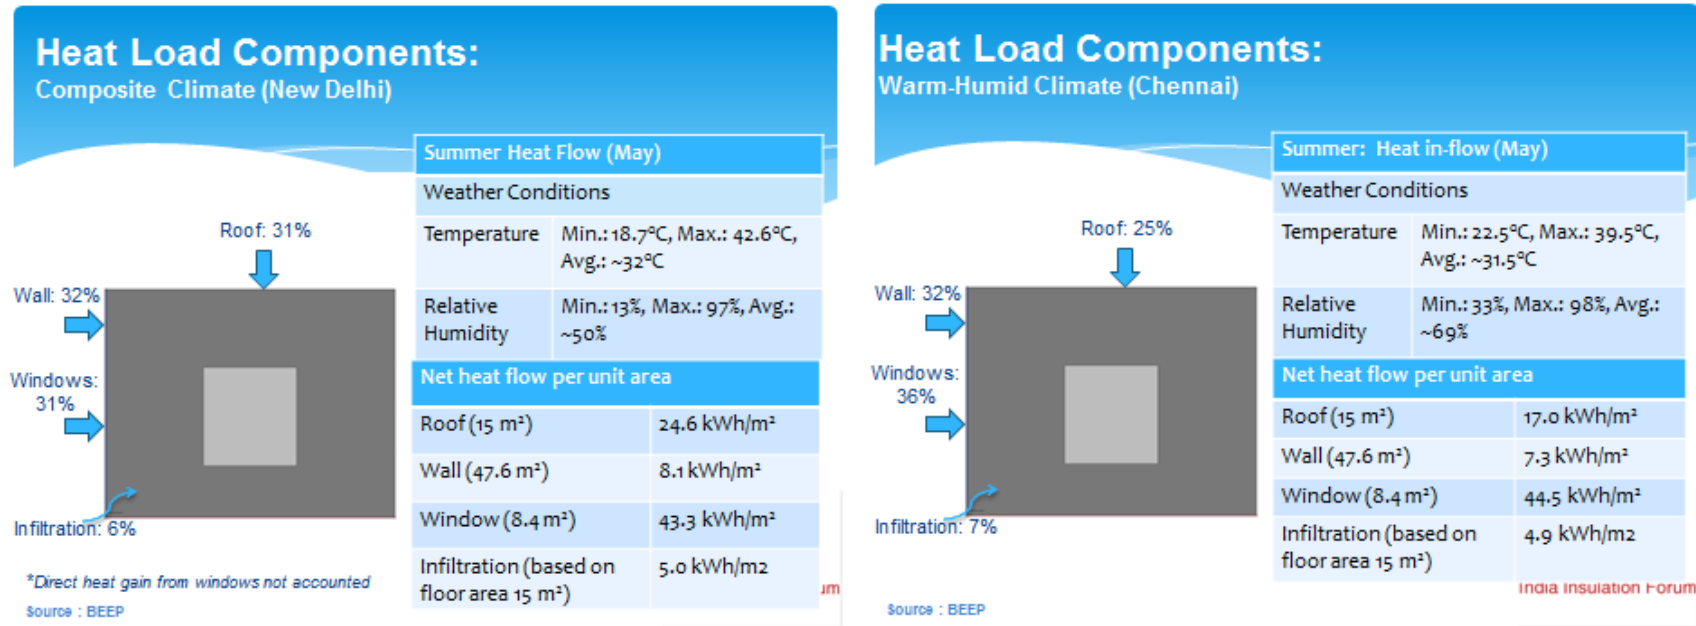 Heat Load Components:
Composite Climate (New Delhi)
Summer Heat Flow (May)
Weather Conditions
Temperature
Min.: 18.7ºC, Max.: 42.6ºC,
Avg.: ~32ºC
Relative
Humidity
Min.: 13%, Max.: 97%, Avg.:
~50%
Net heat flow per unit area
Roof (15 m²)
24.6 kWh/m²
Wall (47.6 m²)
8.1 kWh/m²
Window (8.4 m²)
43.3 kWh/m²
Infiltration (based on
floor area 15 m²)
5.0 kWh/m2
Roof: 31%
Wall: 32%
Windows:
31%
Infiltration: 6%
*Direct heat gain from windows not accounted
Source : BEEP
um
Heat Load Components:
Warm-Humid Climate (Chennai)
Summer: Heat in-flow (May)
Weather Conditions
Temperature
Min.: 22.5ºC, Max.: 39.5ºC,
Avg.: ~31.5ºC
Relative
Humidity
Min.: 33%, Max.: 98%, Avg.:
~69%
Net heat flow per unit area
Roof (15 m²)
17.0 kWh/m²
Wall (47.6 m²)
7.3 kWh/m²
Window (8.4 m²)
44.5 kWh/m²
Infiltration (based on
floor area 15 m²)
4.9 kWh/m2
Roof: 25%
Wall: 32%
Windows:
36%
Infiltration: 7%
Source : BEEP
India Insulation Forum